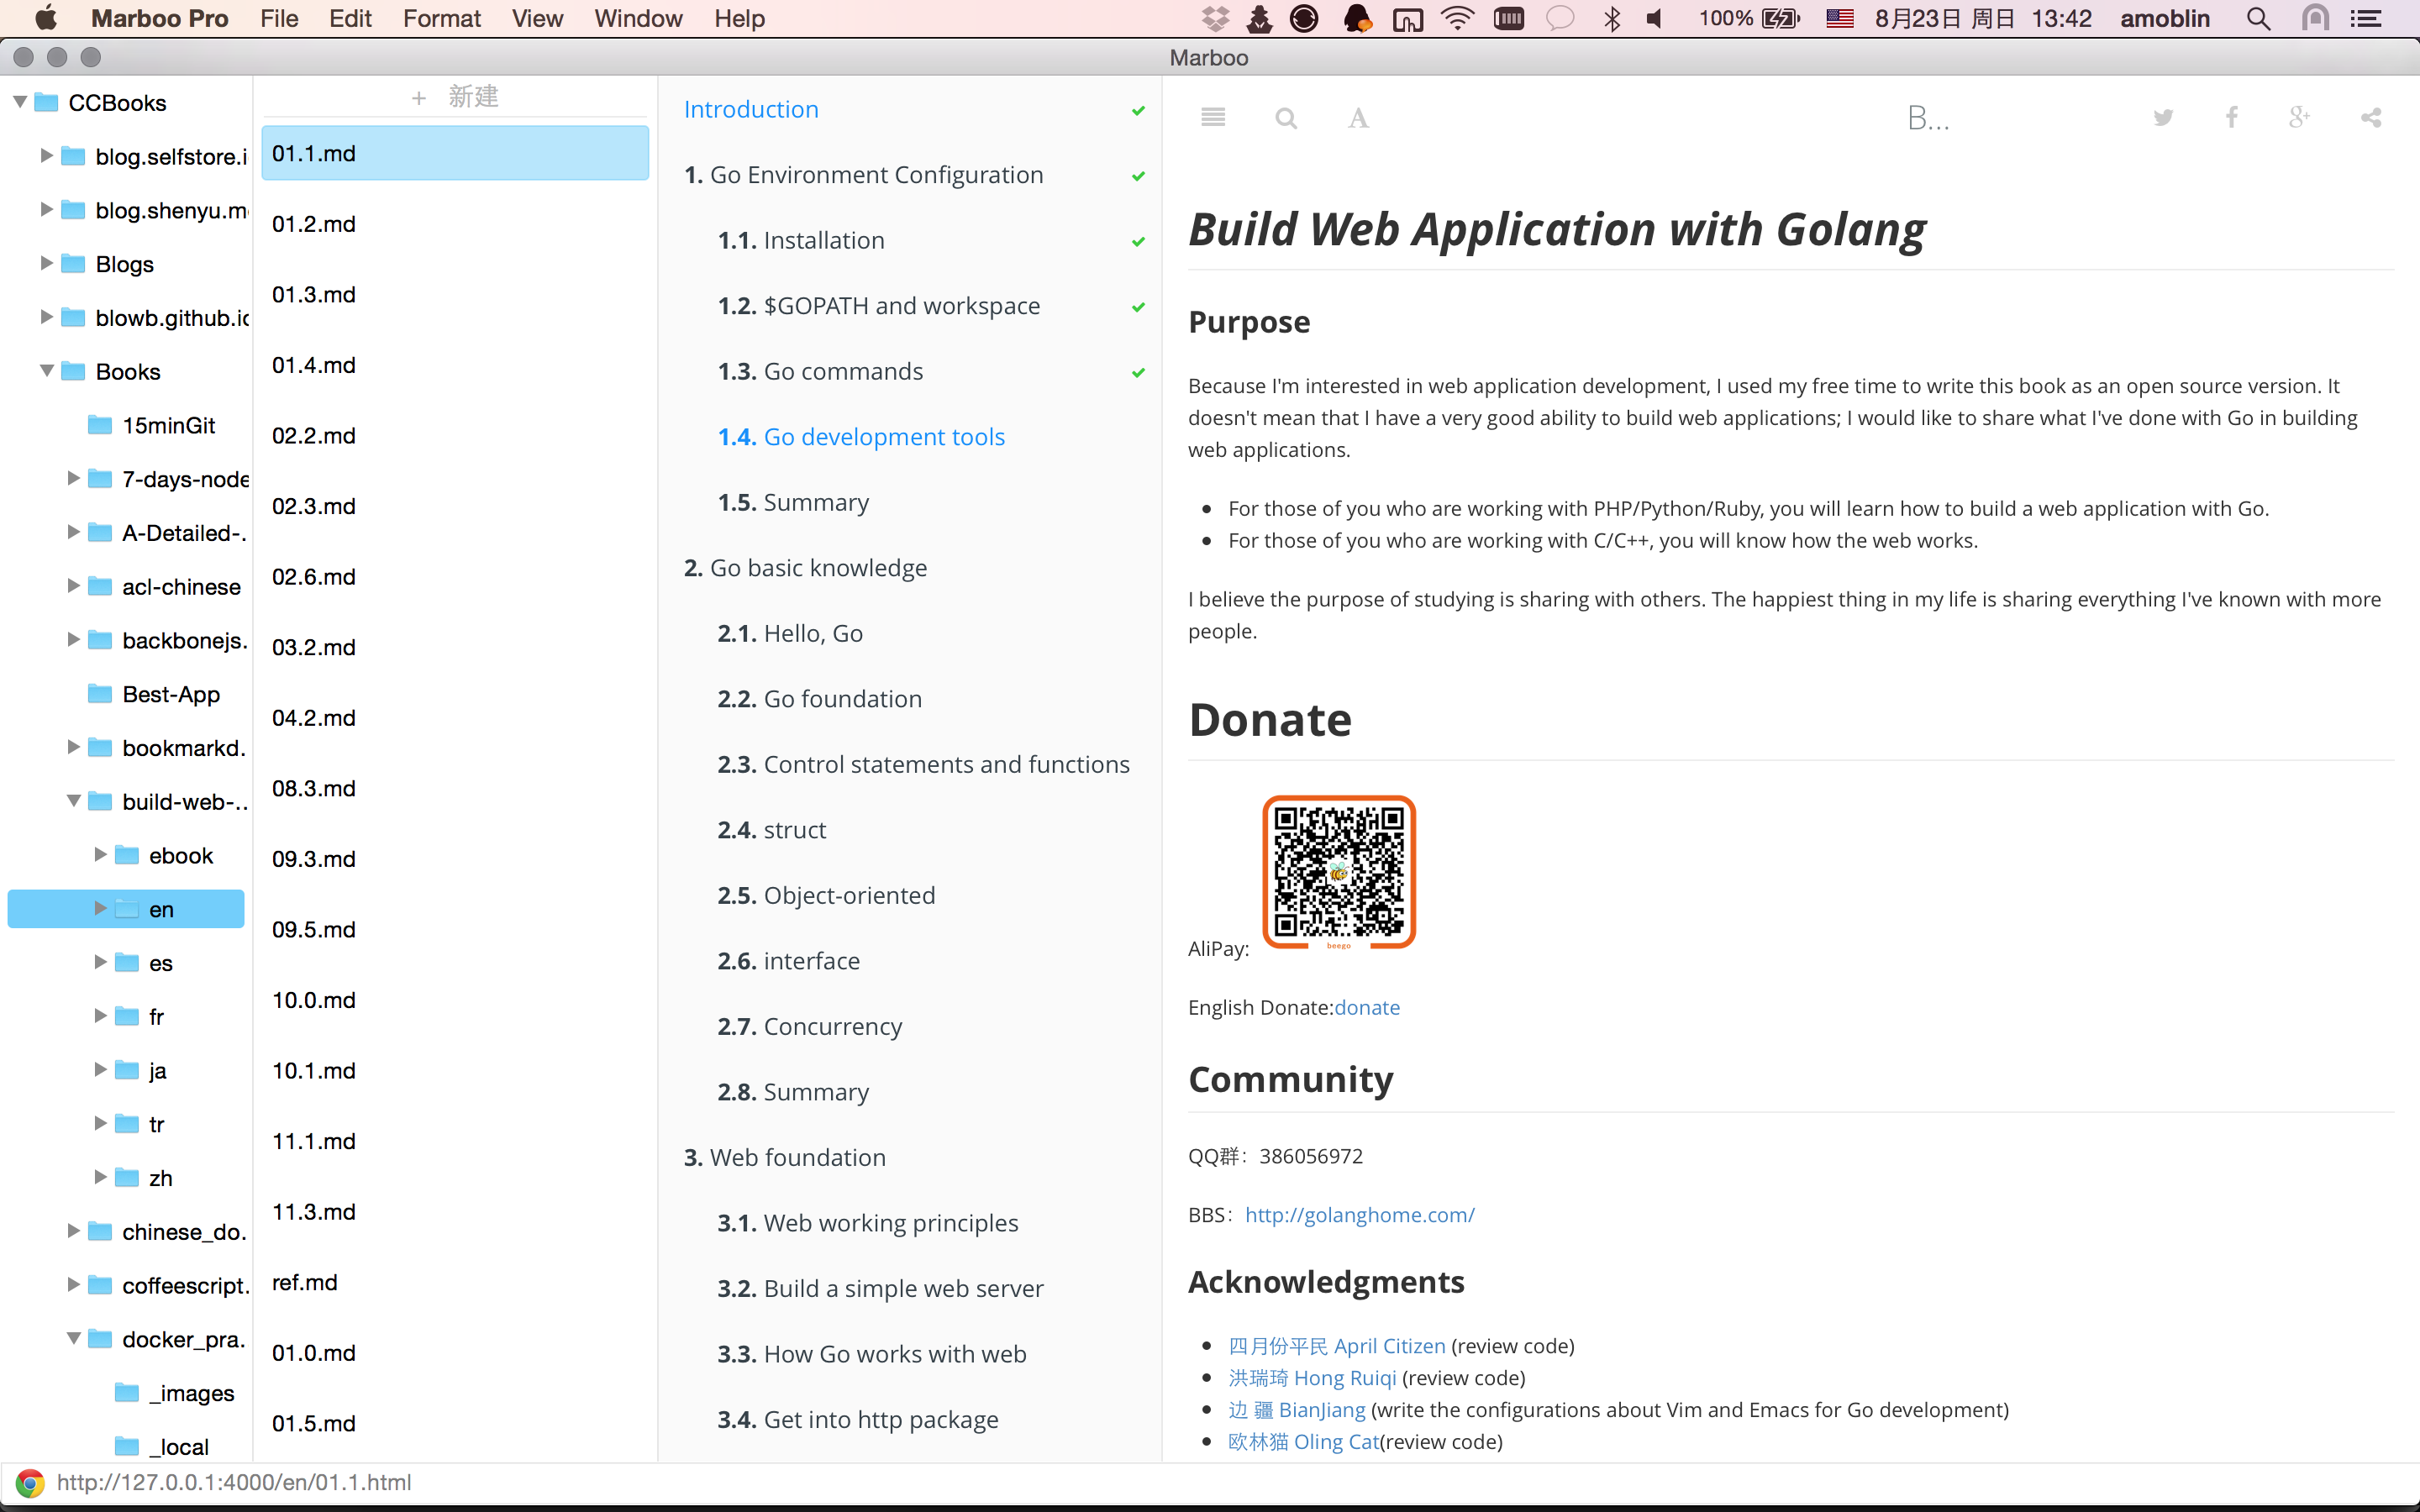 Marboo Pro File Edit Format View Window Help 100% 8月23日 周日 13:42 amoblin
Marboo
CCBooks
blog.selfstore.i
blog.shenyu.m
Blogs
blowb.github.io
Books
15minGit
7-days-node
A-Detailed-..
acl-chinese
backbonejs.
Best-App
bookmarkd.
build-web-..
ebook
en
es
fr
ja
tr
zh
chinese_do.
coffeescript.
docker_pra.
_images
_local
+ 新建
01.1.md
01.2.md
01.3.md
01.4.md
02.2.md
02.3.md
02.6.md
03.2.md
04.2.md
08.3.md
09.3.md
09.5.md
10.0.md
10.1.md
11.1.md
11.3.md
ref.md
01.0.md
01.5.md
Introduction
1. Go Environment Configuration
1.1. Installation
1.2. $GOPATH and workspace
1.3. Go commands
1.4. Go development tools
1.5. Summary
2. Go basic knowledge
2.1. Hello, Go
2.2. Go foundation
2.3. Control statements and functions
2.4. struct
2.5. Object-oriented
2.6. interface
2.7. Concurrency
2.8. Summary
3. Web foundation
3.1. Web working principles
3.2. Build a simple web server
3.3. How Go works with web
3.4. Get into http package
A B...
Build Web Application with Golang
Purpose
Because I'm interested in web application development, I used my free time to write this book as an open source version. It
doesn't mean that I have a very good ability to build web applications; I would like to share what I've done with Go in building
web applications.
• For those of you who are working with PHP/Python/Ruby, you will learn how to build a web application with Go.
• For those of you who are working with C/C++, you will know how the web works.
I believe the purpose of studying is sharing with others. The happiest thing in my life is sharing everything I've known with more
people.
Donate
beego
AliPay:
English Donate:donate
Community
QQ群：386056972
BBS：http://golanghome.com/
Acknowledgments
• 四月份平民 April Citizen (review code)
• 洪瑞琦 Hong Ruiqi (review code)
• 边 疆 BianJiang (write the configurations about Vim and Emacs for Go development)
• 欧林猫 Oling Cat(review code)
http://127.0.0.1:4000/en/01.1.html